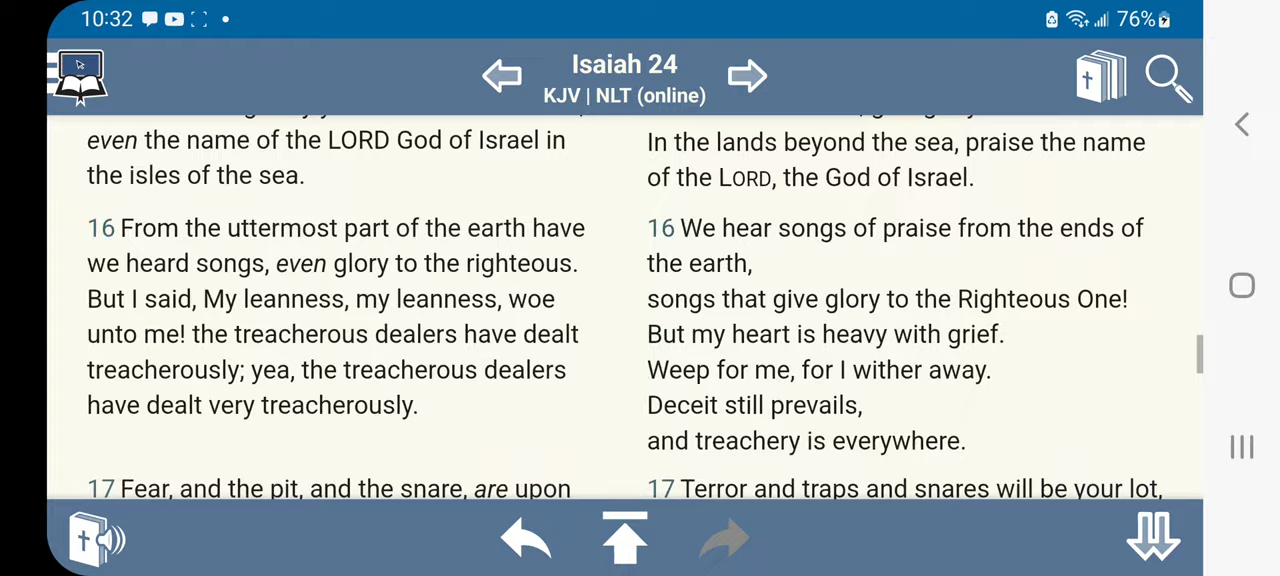 10:32
76%
Isaiah 24
KJV | NLT (online)
even the name of the LORD God of Israel in
the isles of the sea.
16 From the uttermost part of the earth have
we heard songs, even glory to the righteous.
But I said, My leanness, my leanness, woe
unto me! the treacherous dealers have dealt
treacherously; yea, the treacherous dealers
have dealt very treacherously.
17 Fear, and the pit, and the snare, are upon
In the lands beyond the sea, praise the name
of the LORD, the God of Israel.
16 We hear songs of praise from the ends of
the earth,
songs that give glory to the Righteous One!
But my heart is heavy with grief.
Weep for me, for I wither away.
Deceit still prevails,
and treachery is everywhere.
17 Terror and traps and snares will be your lot,